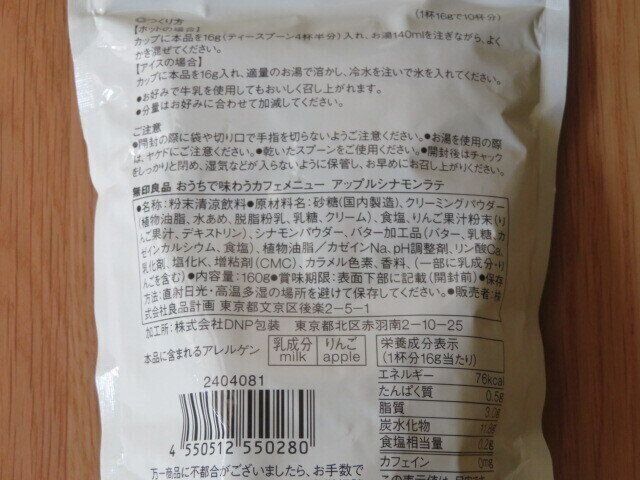 ◎つくり方 (1杯16gで10杯分)
【ホットの場合】
カップに本品を16g(ティースプーン4杯半分)入れ、お湯140mlを注ぎながら、よく
かき混ぜてください。
【アイスの場合】
カップに本品を16g入れ、適量のお湯で溶かし、冷水を注いで氷を入れてください。
●お好みで牛乳を使用してもおいしく召し上がれます。
●分量はお好みに合わせて加減してください。
ご注意
●開封の際に袋や切り口で手指を切らないようご注意ください。●お湯を使用の際
は、ヤケドにご注意ください。●乾いたスプーンをご使用ください。●開封後はチャック
をしっかりと閉め、湿気などが入らないように保管し、お早めにお召し上がりください。
無印良品 おうちで味わうカフェメニュー アップルシナモンラテ
●名称:粉末清涼飲料●原材料名:砂糖(国内製造)、クリーミングパウダー
(植物油脂、水あめ、脱脂粉乳、乳糖、クリーム)、食塩、りんご果汁粉末(り
んご果汁、デキストリン)、シナモンパウダー、バター加工品(バター、乳糖、カ
ゼインカルシウム、食塩)、植物油脂/カゼインNa、pH調整剤、リン酸Ca、
乳化剤、塩化K、増粘剤(CMC)、カラメル色素、香料、(一部に乳成分・り
んごを含む)●内容量:160g●賞味期限:表面下部に記載(開封前)●保存
方法:直射日光・高温多湿の場所を避けて保存してください。●販売者:株
式会社良品計画 東京都文京区後楽2-5-1
加工所:株式会社DNP包装 東京都北区赤羽南2-10-25
本品に含まれるアレルゲン 乳成分 milk りんご apple
栄養成分表示
(1杯分16g当たり)
エネルギー 76kcal
たんぱく質 0.5g
脂質 3.0g
炭水化物 11.8g
食塩相当量 0.2g
カフェイン 0mg
この表示値は、目安です
2404081
4 550512 550280
万一商品に不都合がございましたら、お手数で